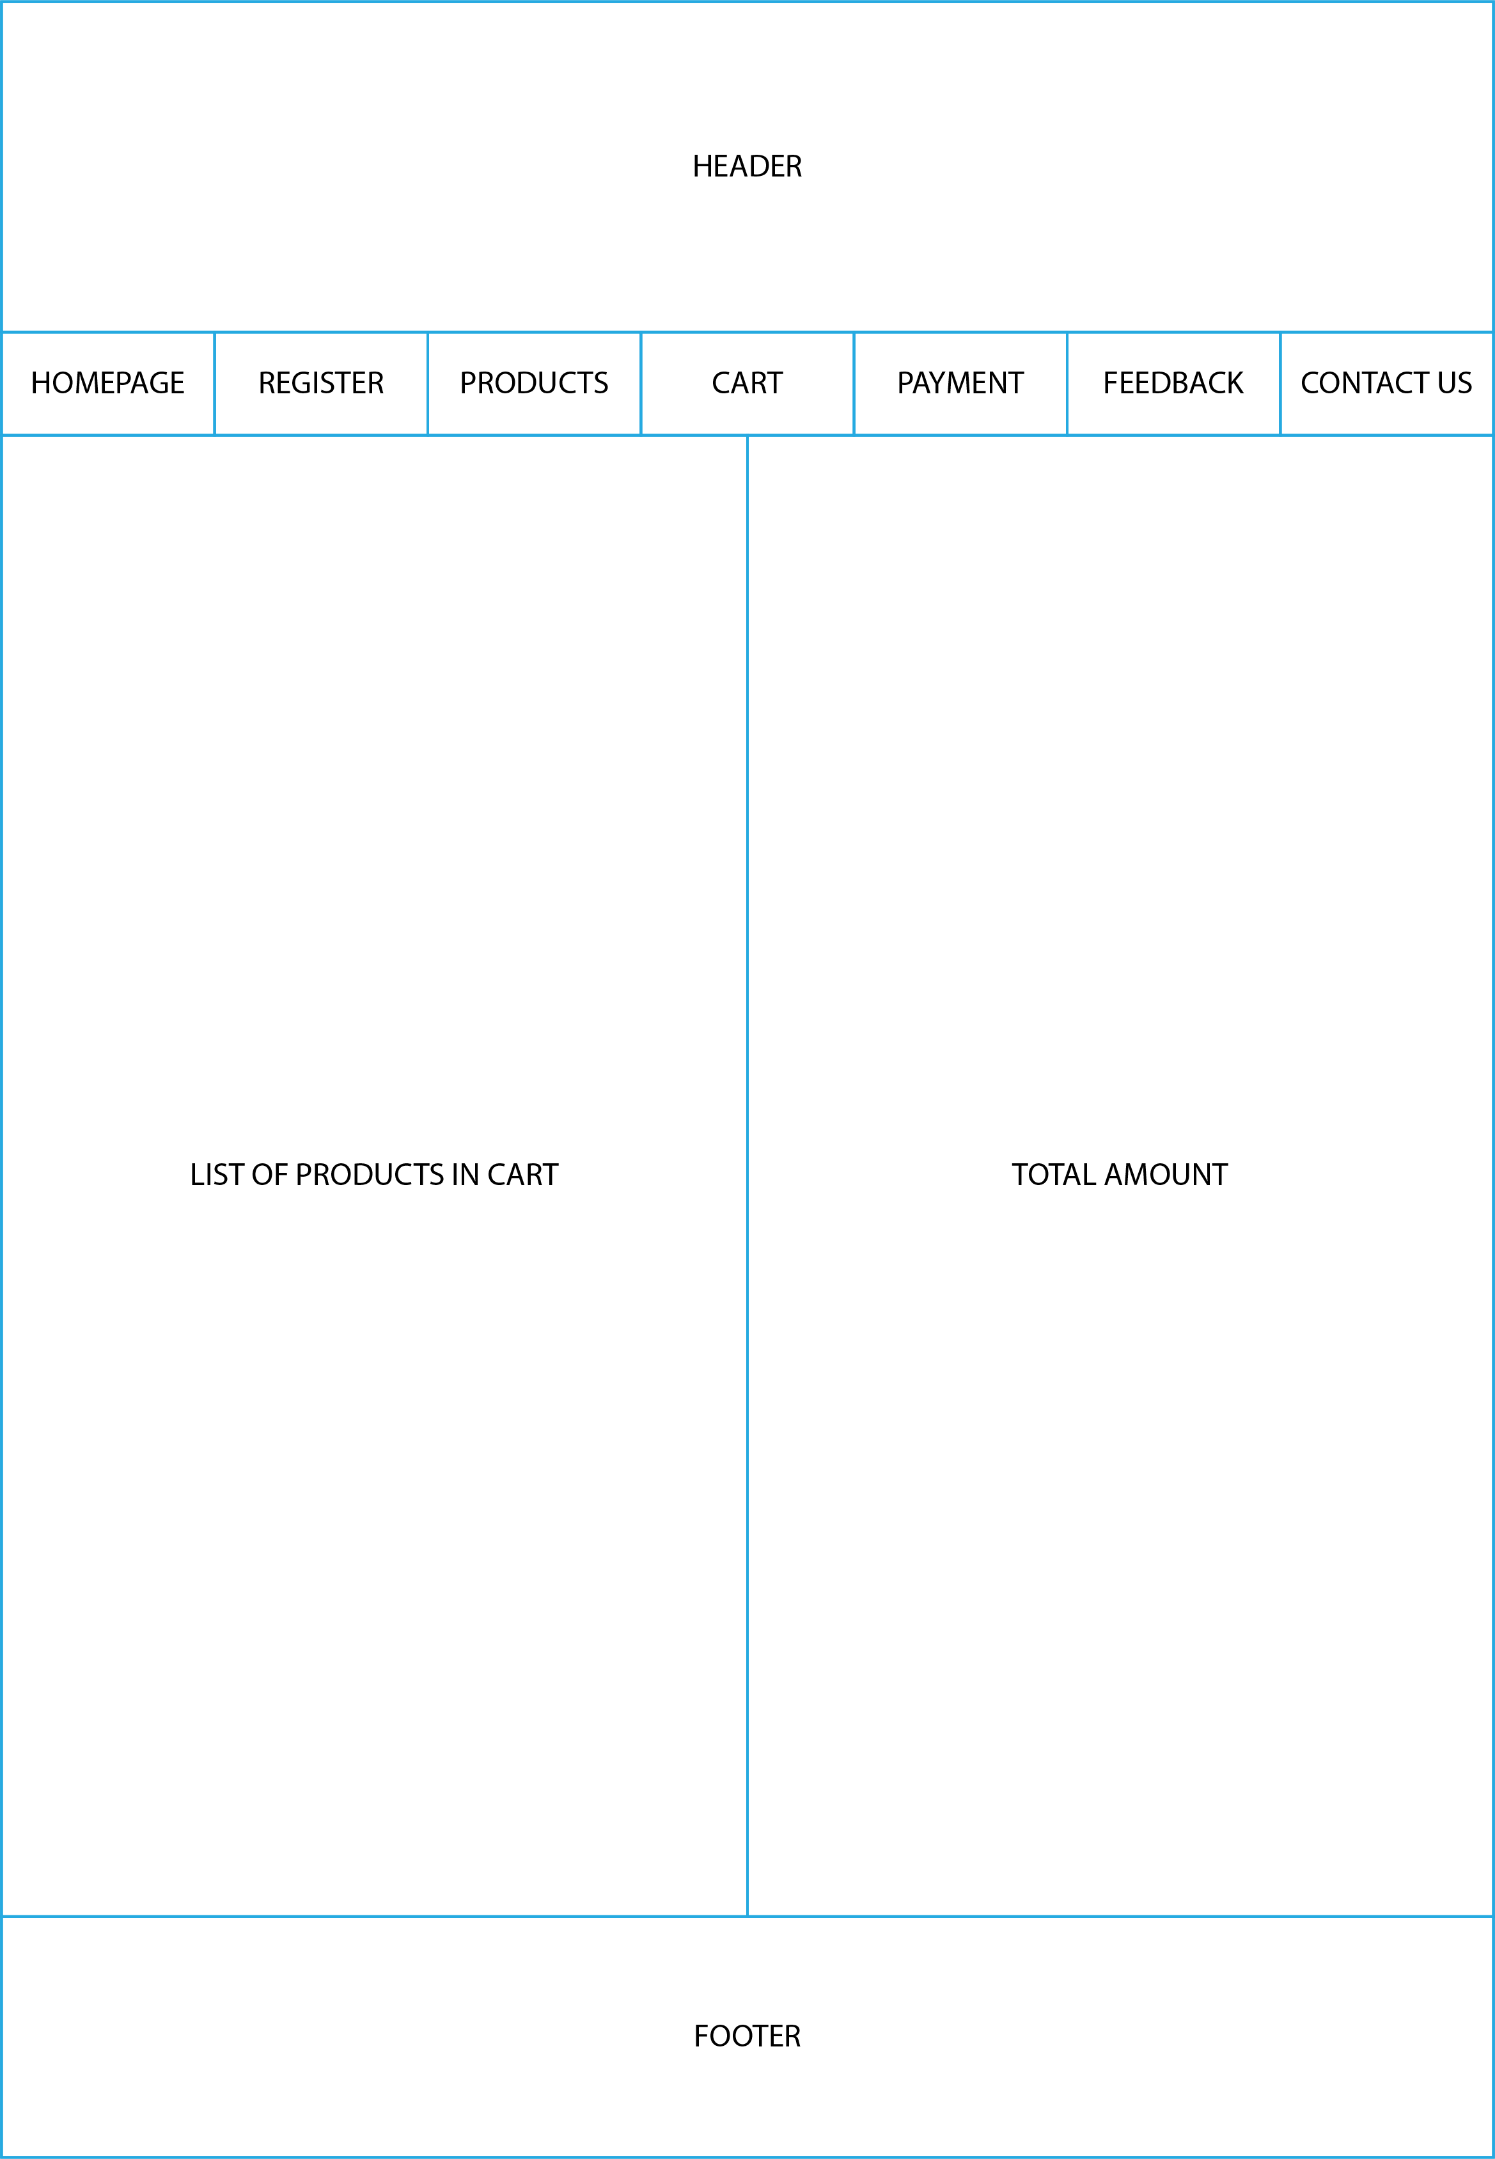 HEADER
HOMEPAGE
REGISTER
PRODUCTS
CART
PAYMENT
FEEDBACK
CONTACT US
LIST OF PRODUCTS IN CART
TOTAL AMOUNT
FOOTER